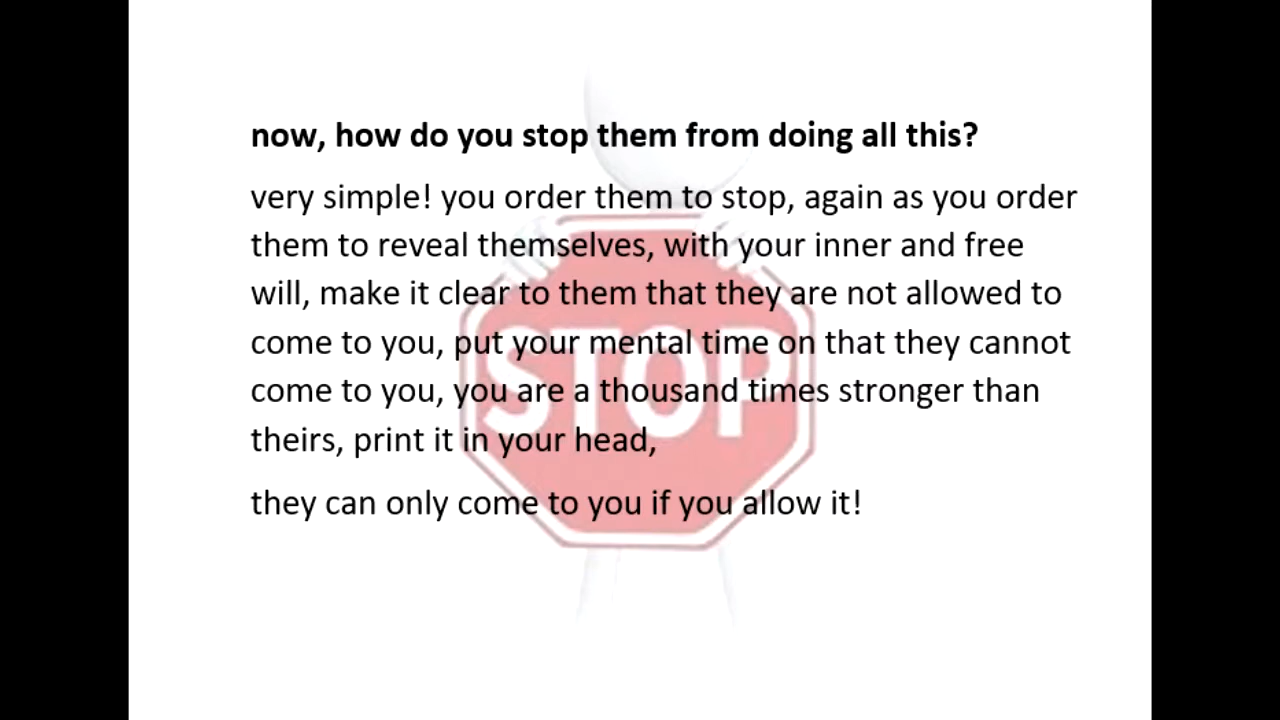 now, how do you stop them from doing all this?
very simple! you order them to stop, again as you order
them to reveal themselves, with your inner and free
will, make it clear to them that they are not allowed to
come to you, put your mental time on that they cannot
come to you, you are a thousand times stronger than
theirs, print it in your head,
they can only come to you if you allow it!
STOP